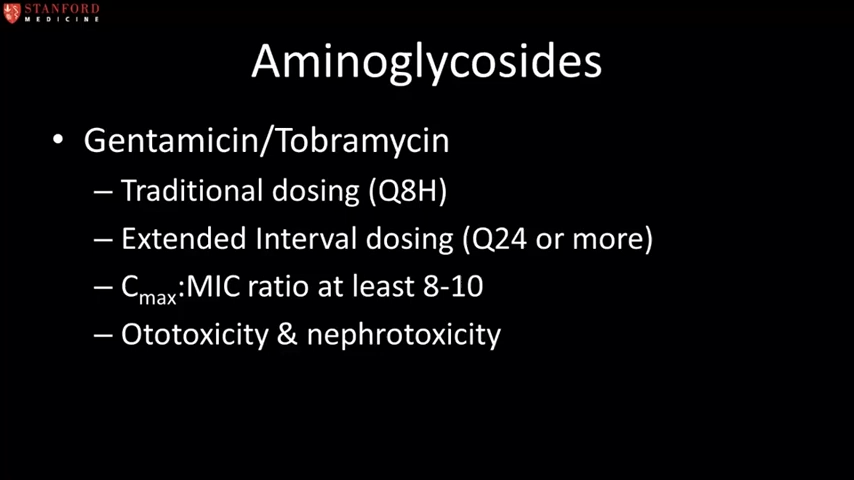 STANFORD
MEDICINE
Aminoglycosides
• Gentamicin/Tobramycin
– Traditional dosing (Q8H)
– Extended Interval dosing (Q24 or more)
– Cmax:MIC ratio at least 8-10
– Ototoxicity & nephrotoxicity